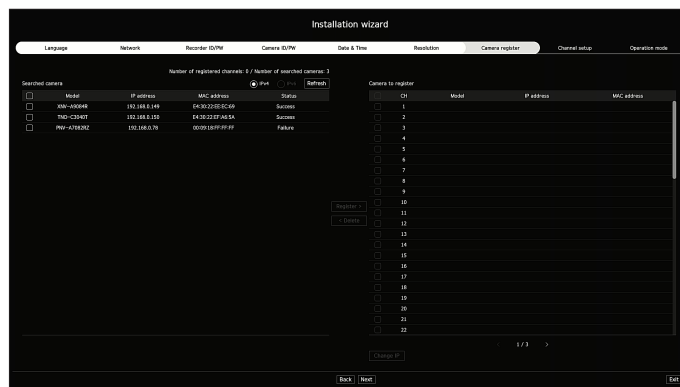 Installation wizard
Language Network Recorder ID/PW Camera ID/PW Date & Time Resolution Camera register Channel setup Operation mode
Number of registered channels: 0 / Number of searched cameras: 3
Searched camera IPv4 IPv6 Refresh Camera to register
Model IP address MAC address Status CH Model IP address MAC address
XNV-A9084R 192.168.0.149 E4:30:22:EE:EC:69 Success 1
TNO-C3040T 192.168.0.150 E4:30:22:EF:A6:5A Success 2
PNV-A7082RZ 192.168.0.78 00:09:18:FF:FF:FF Failure 3
4
5
6
7
8
9
10
Register >
11
< Delete
12
13
14
15
16
17
18
19
20
21
22
1 / 3 >
Change IP
Back Next Exit